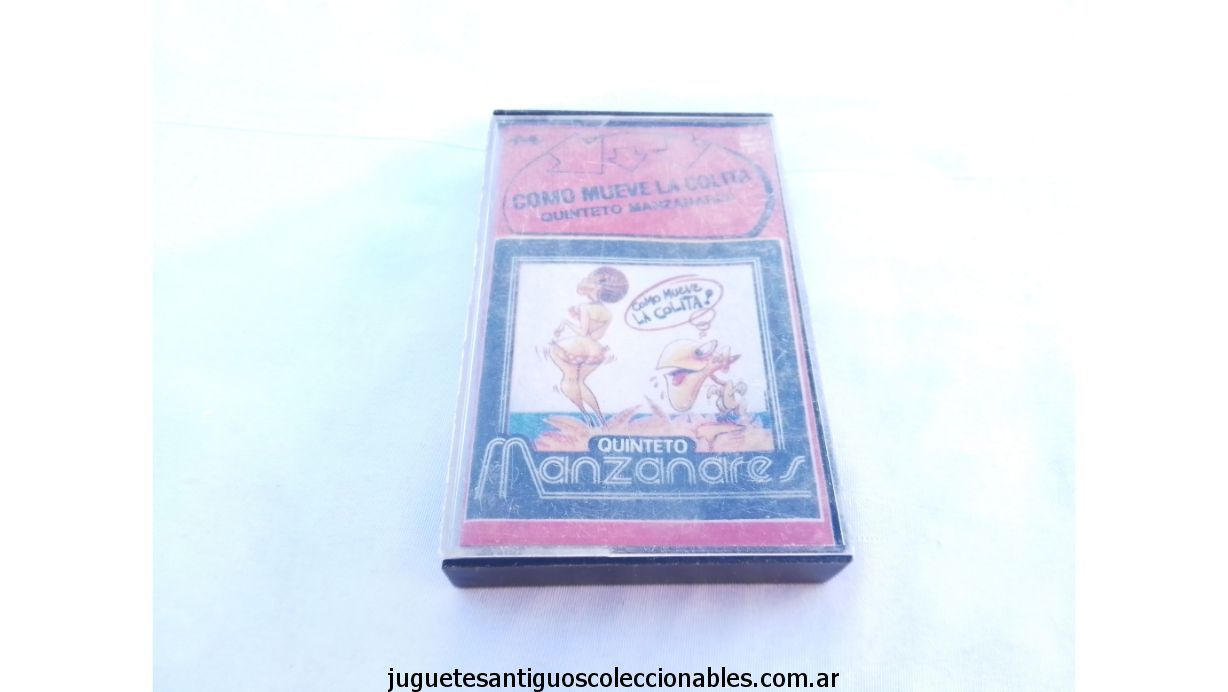 COMO MUEVE LA COLITA
QUINTETO MANZANARES
COMO MUEVE
LA COLITA?
QUINTETO
Manzanares
juguetesantiguoscoleccionables.com.ar